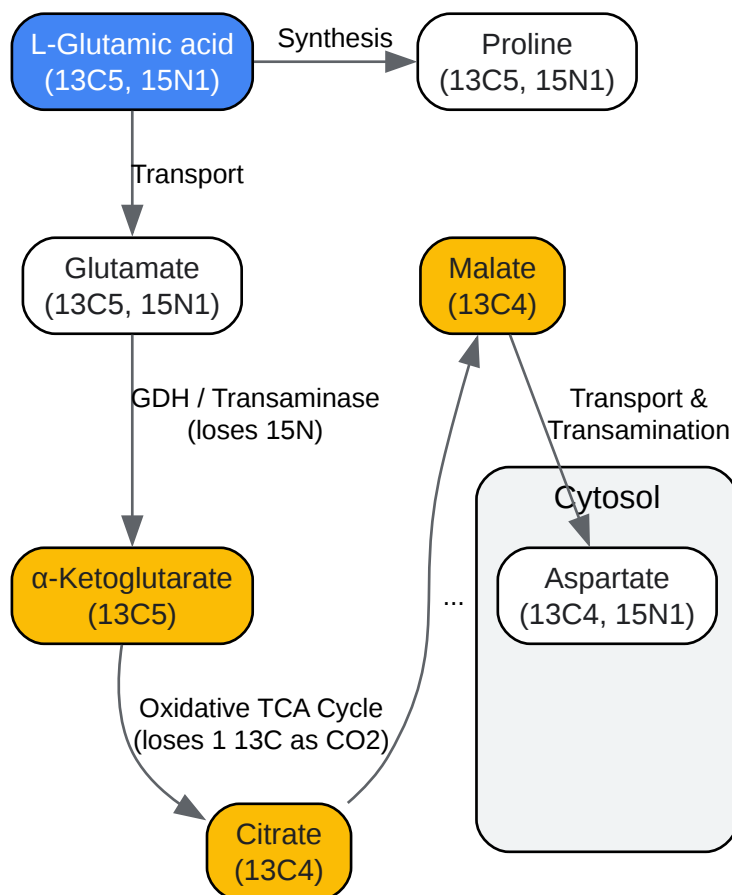 L-Glutamic acid
(13C5, 15N1)
Synthesis
Proline
(13C5, 15N1)
Transport
Glutamate
(13C5, 15N1)
Malate
(13C4)
GDH / Transaminase
(loses 15N)
Transport &
Transamination
Cytosol
α-Ketoglutarate
(13C5)
...
Aspartate
(13C4, 15N1)
Oxidative TCA Cycle
(loses 1 13C as CO2)
Citrate
(13C4)